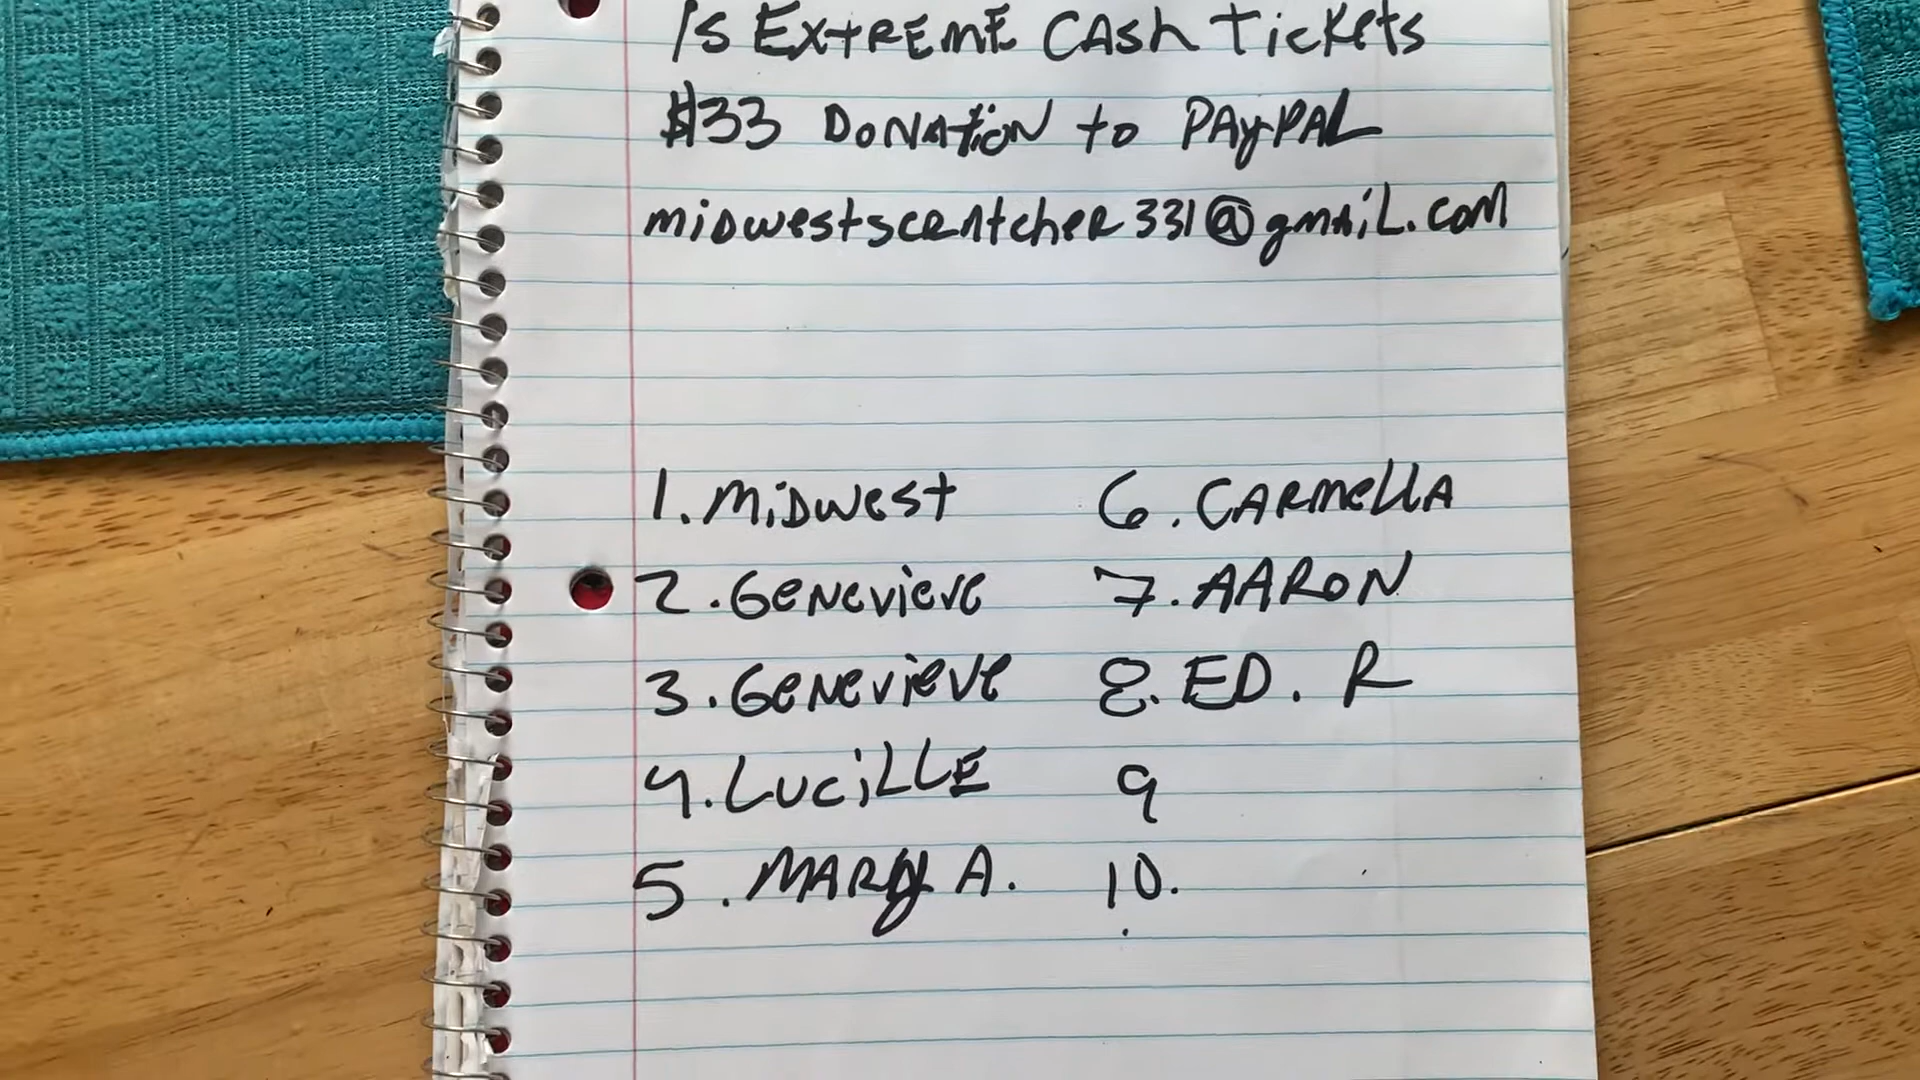 15 EXTREME CASH TICKETS
$33 DONATION to PAYPAL
midwestscratcher331@gmail.com
1. MIDWEST
2. GENEVIEVE
3. GENEVIEVE
4. LUCILLE
5. MARY A.
6. CARMELLA
7. AARON
8. ED. R
9
10.